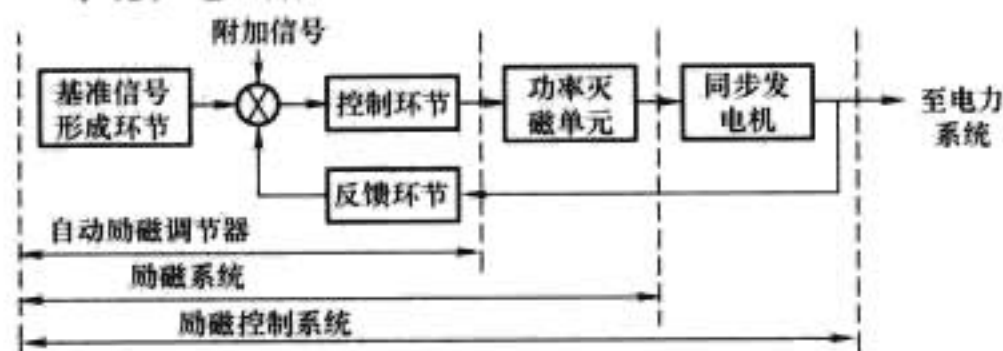 附加信号
基准信号
形成环节
控制环节
功率灭
磁单元
同步发
电机
至电力
系统
反馈环节
自动励磁调节器
励磁系统
励磁控制系统